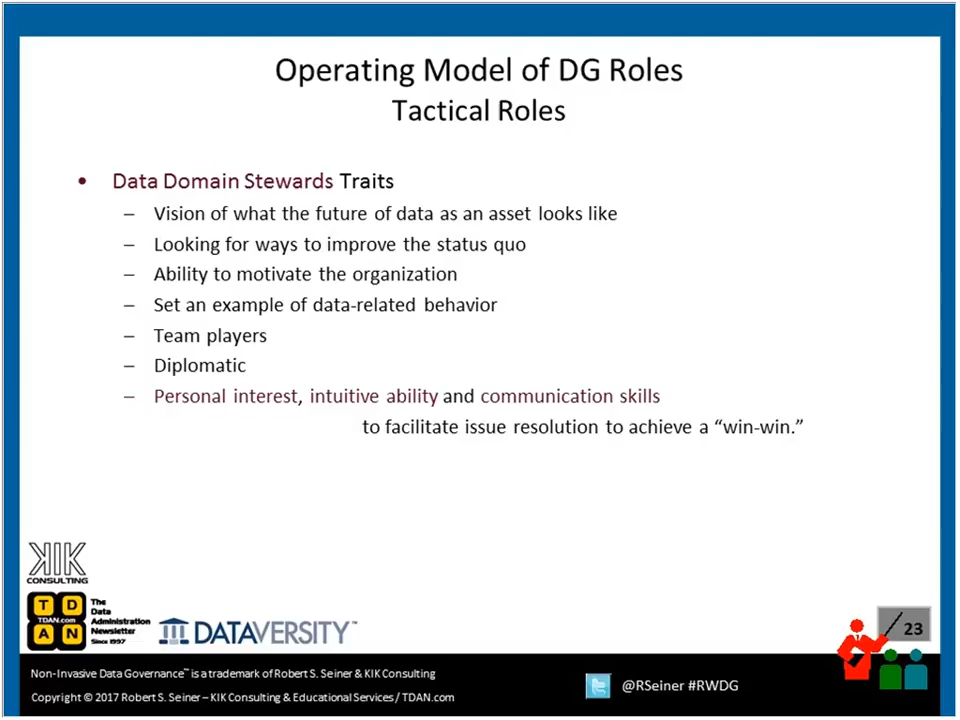 Operating Model of DG Roles
Tactical Roles
• Data Domain Stewards Traits
– Vision of what the future of data as an asset looks like
– Looking for ways to improve the status quo
– Ability to motivate the organization
– Set an example of data-related behavior
– Team players
– Diplomatic
– Personal interest, intuitive ability and communication skills
to facilitate issue resolution to achieve a “win-win.”
KIK
CONSULTING
T D
TDAN.com
A N
The
Data
Administration
Newsletter
Since 1997
DATAVERSITY™
23
Non-Invasive Data Governance™ is a trademark of Robert S. Seiner & KIK Consulting
Copyright © 2017 Robert S. Seiner – KIK Consulting & Educational Services / TDAN.com
@RSeiner #RWDG